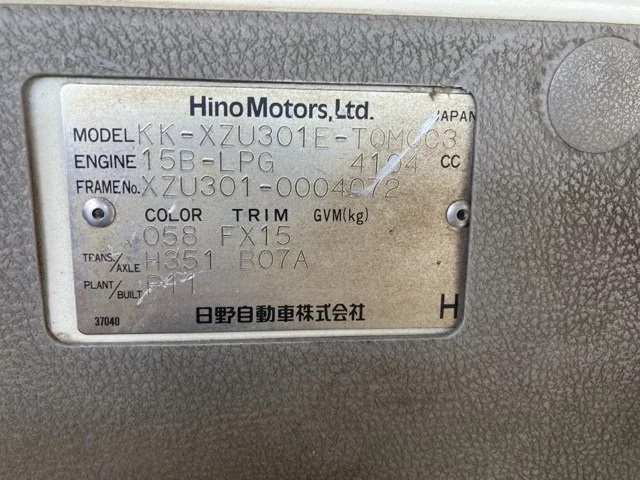 Hino Motors, Ltd.
JAPAN
MODEL KK-XZU301E-TQMQC3
ENGINE 15B-LPG 4104 CC
FRAME No. XZU301-0004072
COLOR TRIM GVM(kg)
058 FX15
TRANS./AXLE H351 R07A
PLANT/BUILT P11
37040 日野自動車株式会社 H